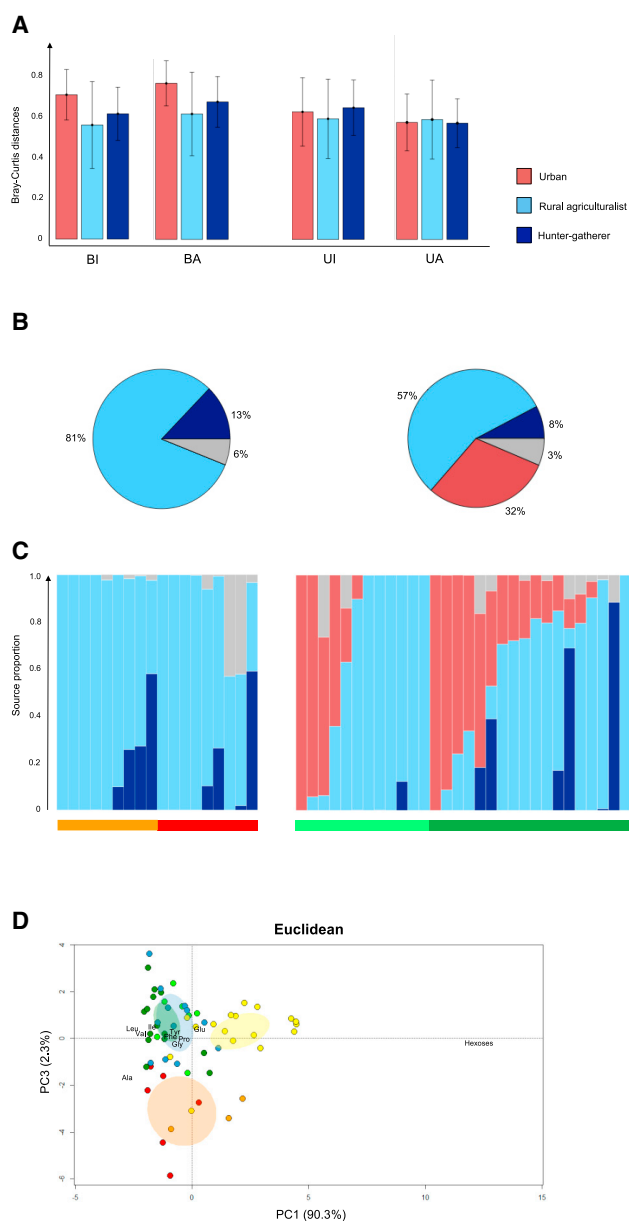 A
Bray-Curtis distances
0.8
0.6
0.4
0.2
0
BI
BA
UI
UA
Urban
Rural agriculturalist
Hunter-gatherer
B
81%
13%
6%
57%
8%
3%
32%
C
Source proportion
1.0
0.8
0.6
0.4
0.2
0
D
Euclidean
PC3 (2.3%)
4
2
0
-2
-4
-6
Leu
Ile
Val
Tyr
Phe
Pro
Gly
Glu
Ala
Hexoses
-5
0
5
10
15
PC1 (90.3%)